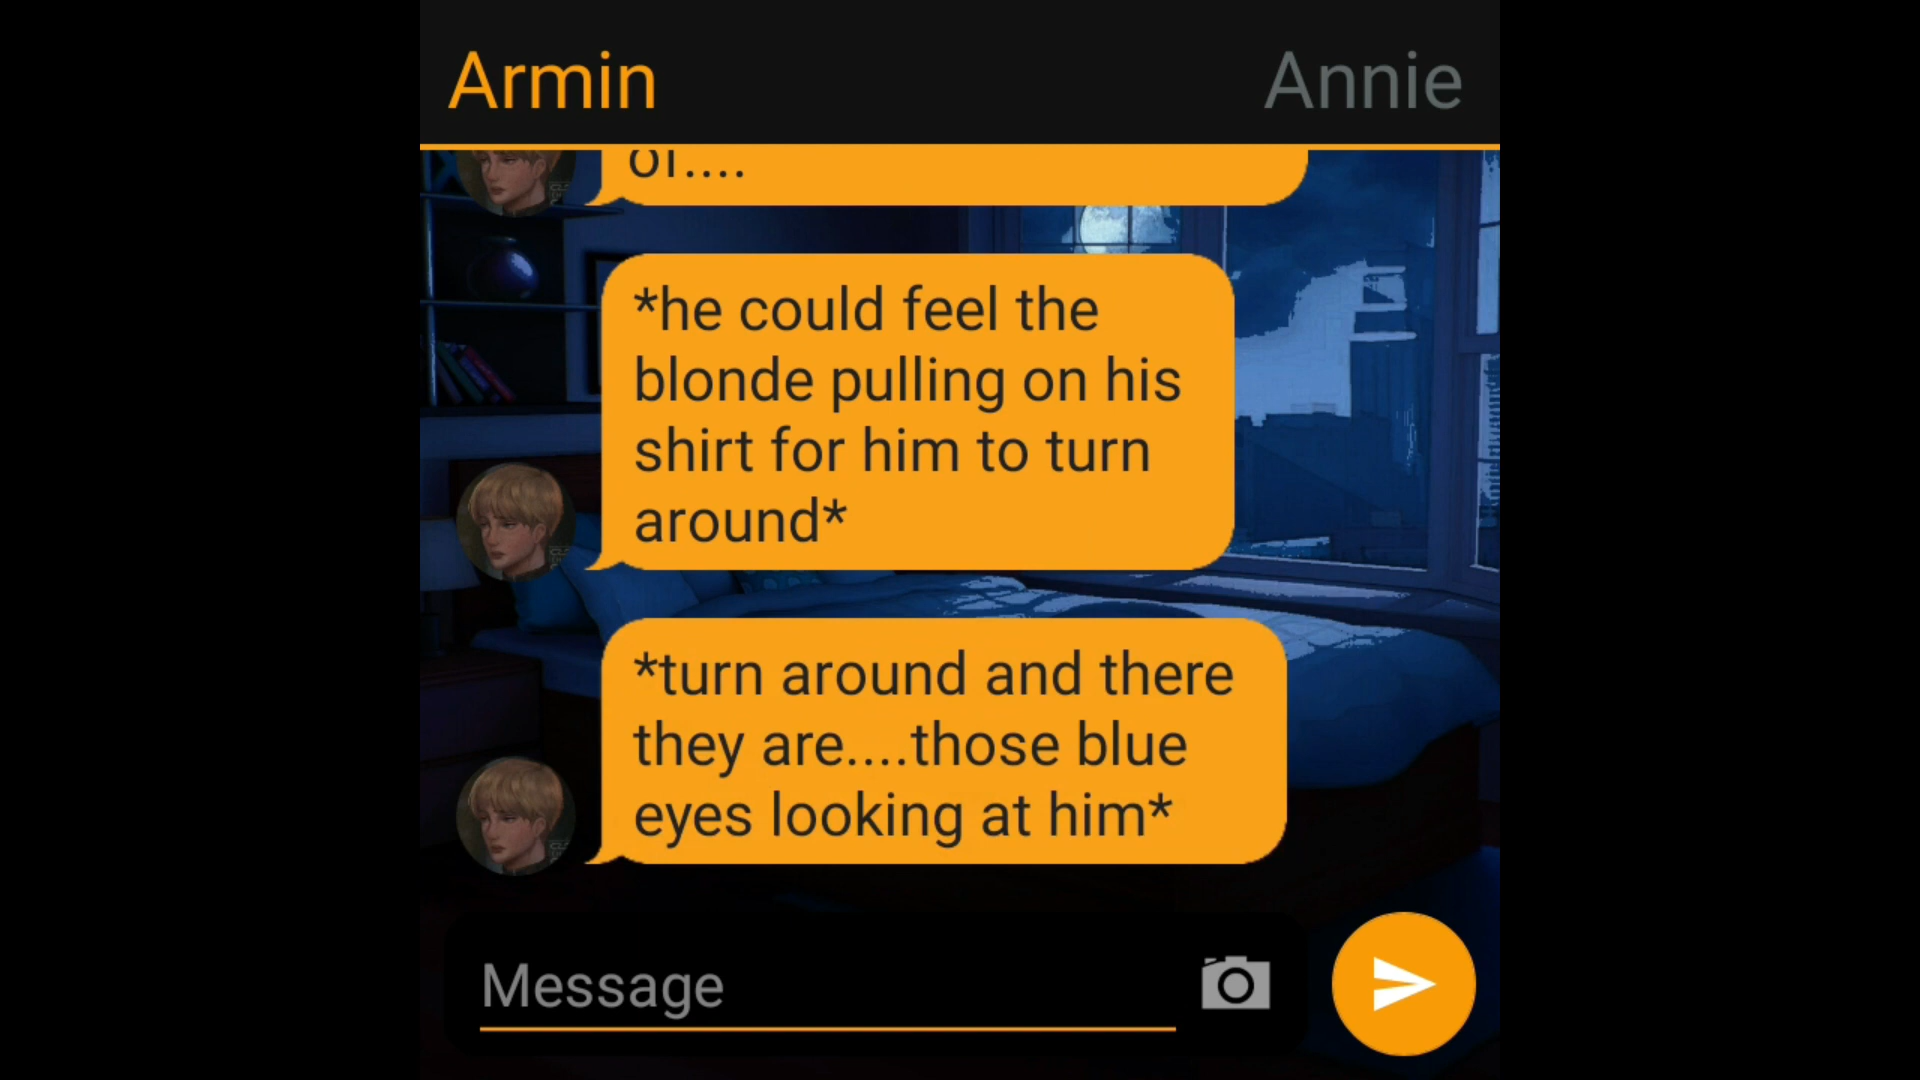 Armin
Annie
of....
*he could feel the
blonde pulling on his
shirt for him to turn
around*
*turn around and there
they are....those blue
eyes looking at him*
Message